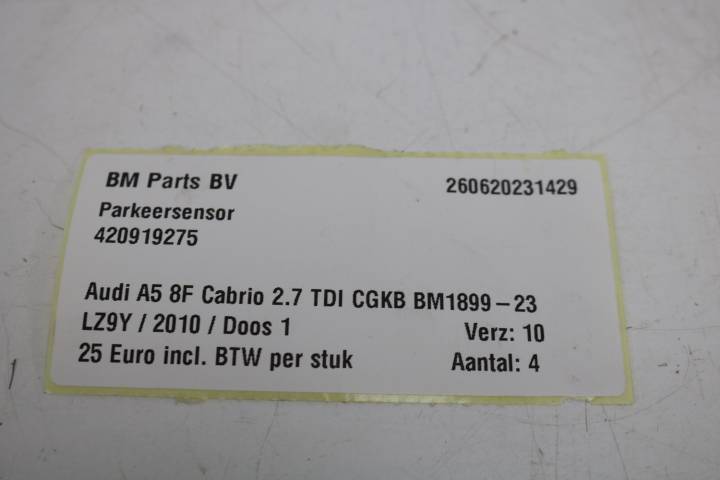 BM Parts BV 260620231429
Parkeersensor
420919275
Audi A5 8F Cabrio 2.7 TDI CGKB BM1899-23
LZ9Y / 2010 / Doos 1 Verz: 10
25 Euro incl. BTW per stuk Aantal: 4